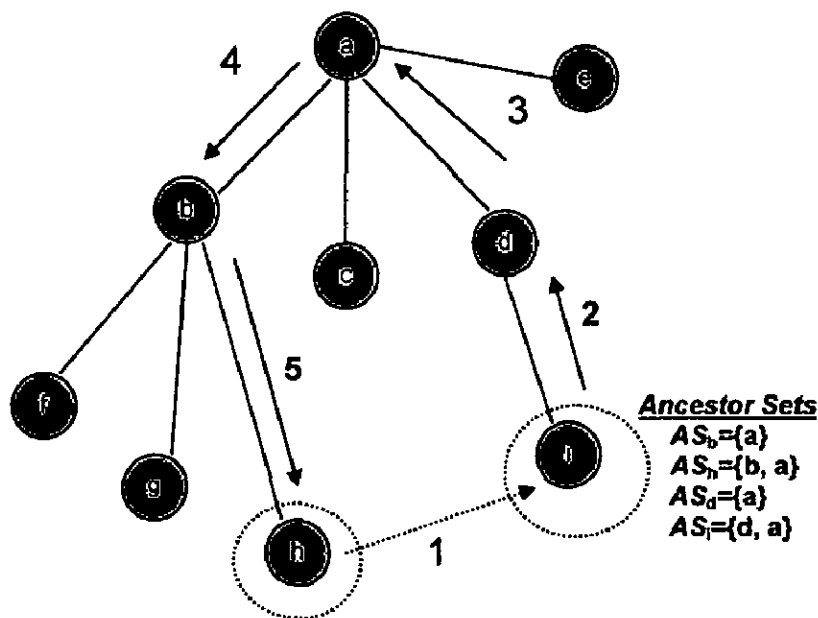 a
4
e
3
b
d
c
2
5
f
Ancestor Sets
ASb={a}
i
ASh={b, a}
g
ASd={a}
ASi={d, a}
h
1